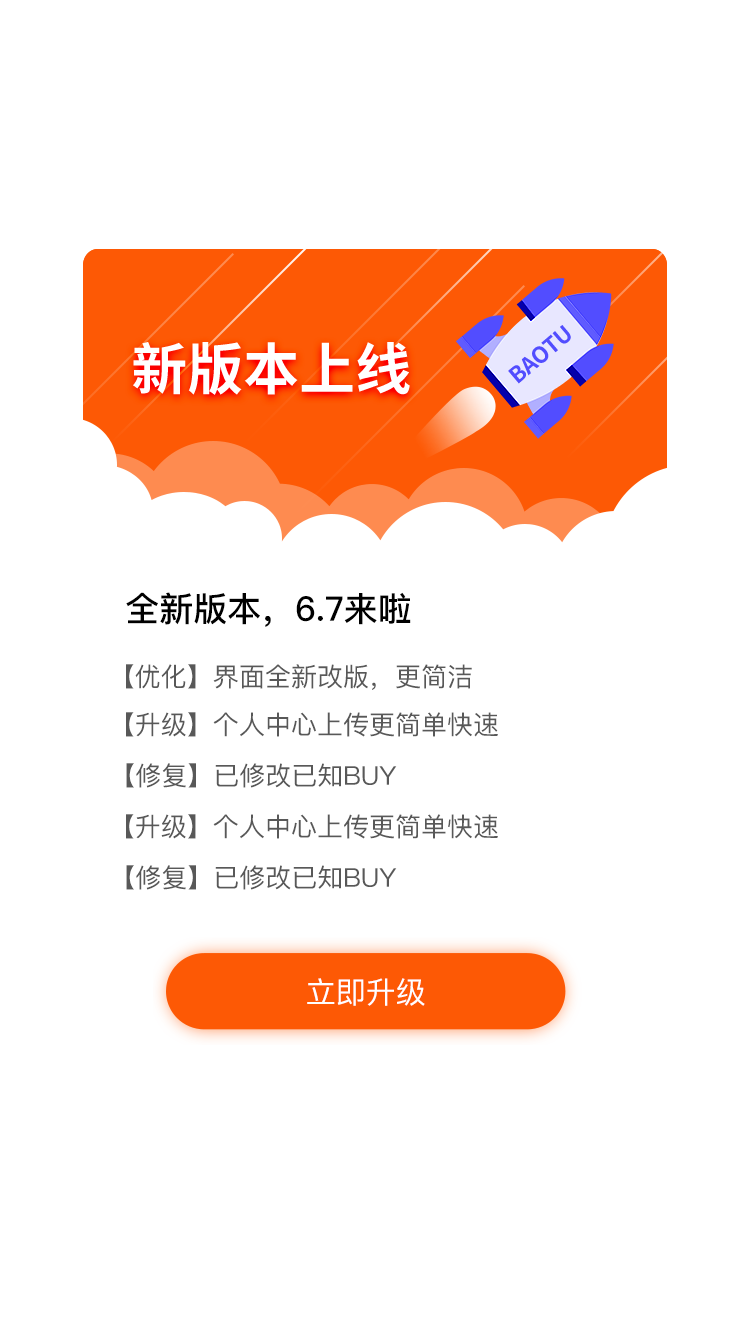 新版本上线
BAOTU
全新版本，6.7来啦
【优化】界面全新改版，更简洁
【升级】个人中心上传更简单快速
【修复】已修改已知BUY
【升级】个人中心上传更简单快速
【修复】已修改已知BUY
立即升级